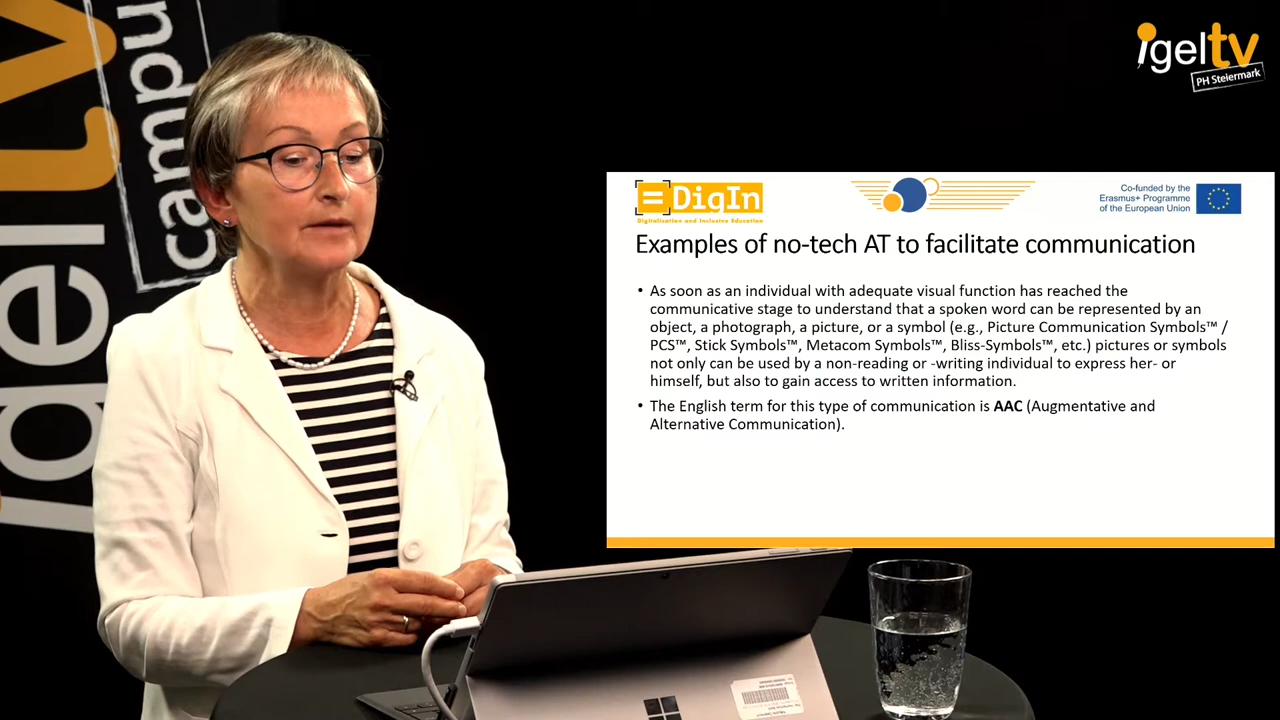 igeltv
campu
igeltv
PH Steiermark
=DigIn
Digitalisation and Inclusive Education
Co-funded by the
Erasmus+ Programme
of the European Union
Examples of no-tech AT to facilitate communication
• As soon as an individual with adequate visual function has reached the
communicative stage to understand that a spoken word can be represented by an
object, a photograph, a picture, or a symbol (e.g., Picture Communication Symbols™ /
PCS™, Stick Symbols™, Metacom Symbols™, Bliss-Symbols™, etc.) pictures or symbols
not only can be used by a non-reading or -writing individual to express her- or
himself, but also to gain access to written information.
• The English term for this type of communication is AAC (Augmentative and
Alternative Communication).